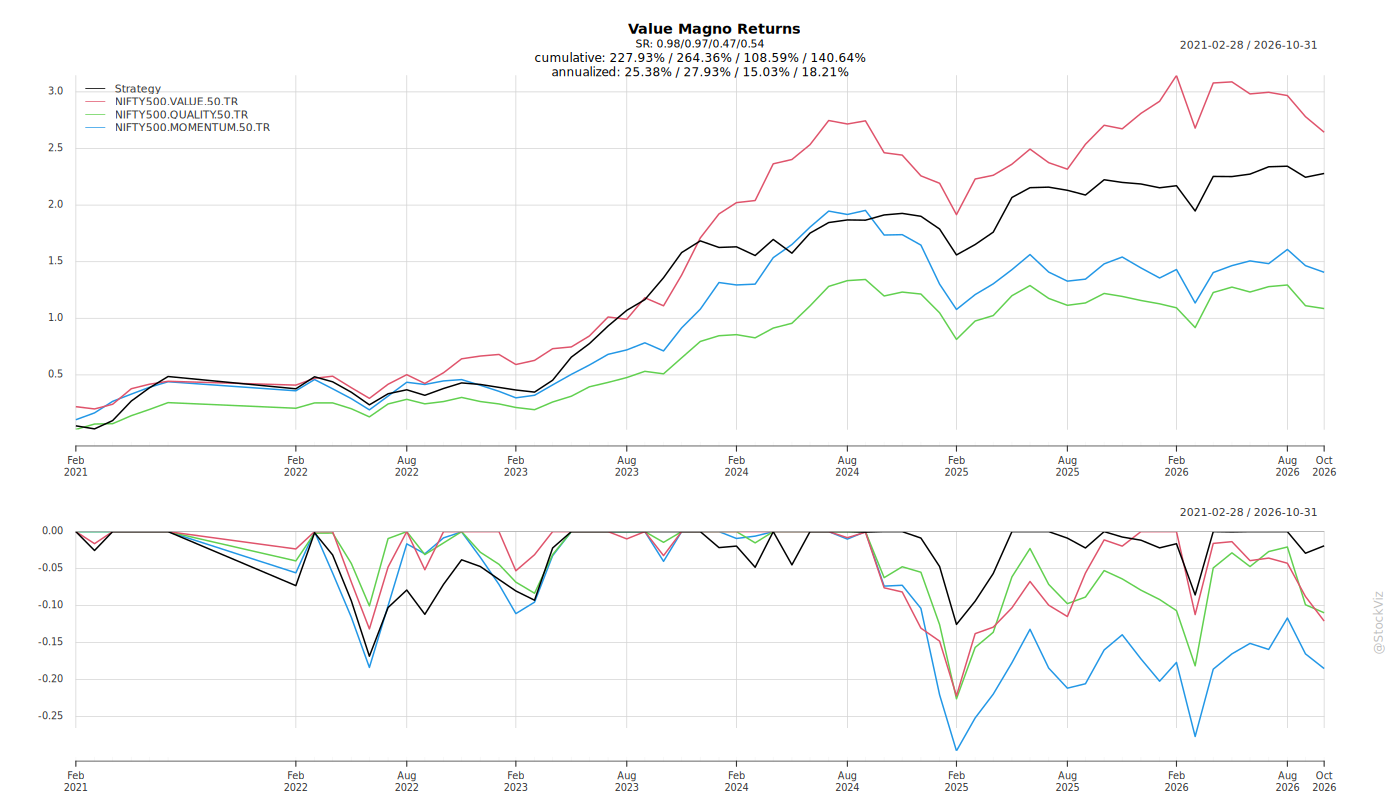 Value Magno Returns
SR: 0.98/0.97/0.47/0.54
cumulative: 227.93% / 264.36% / 108.59% / 140.64%
annualized: 25.38% / 27.93% / 15.03% / 18.21%
2021-02-28 / 2026-10-31
Strategy
NIFTY500.VALUE.50.TR
NIFTY500.QUALITY.50.TR
NIFTY500.MOMENTUM.50.TR
3.0
2.5
2.0
1.5
1.0
0.5
Feb Feb Aug Feb Aug Feb Aug Feb Aug Feb Aug Oct
2021 2022 2022 2023 2023 2024 2024 2025 2025 2026 2026 2026
2021-02-28 / 2026-10-31
0.00
-0.05
-0.10
-0.15
-0.20
-0.25
Feb Feb Aug Feb Aug Feb Aug Feb Aug Feb Aug Oct
2021 2022 2022 2023 2023 2024 2024 2025 2025 2026 2026 2026
@StockViz